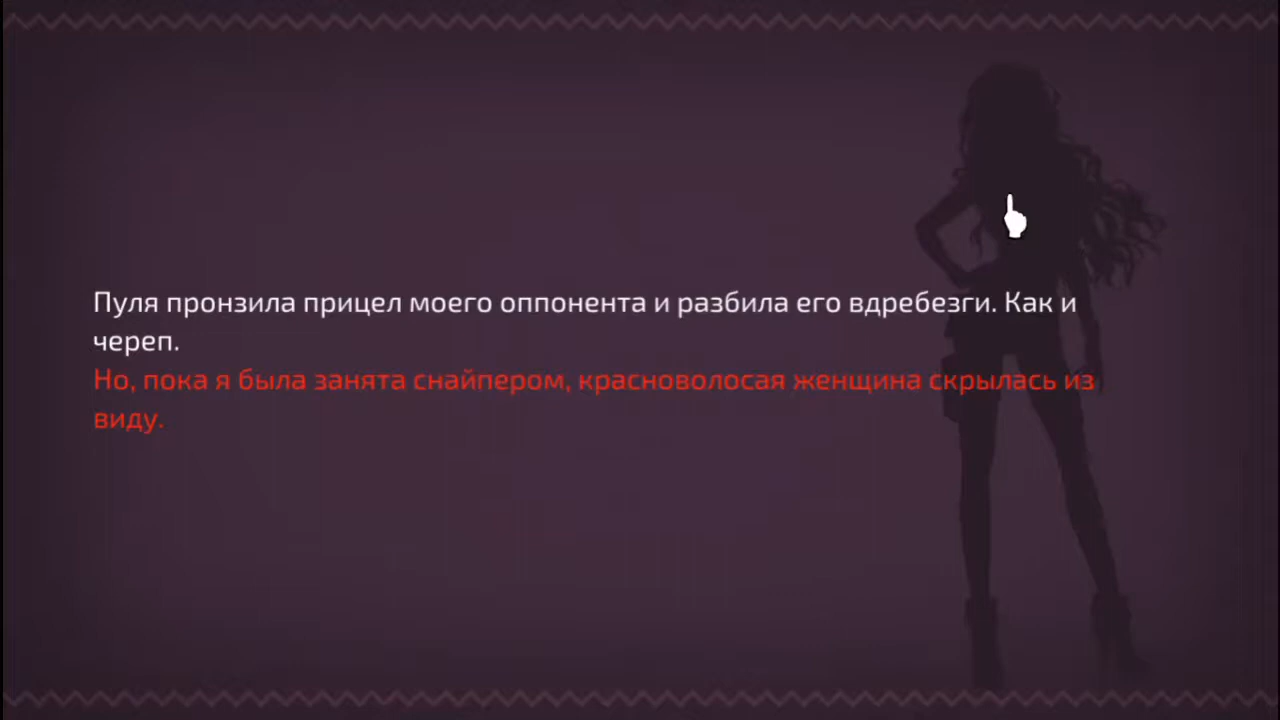 Пуля пронзила прицел моего оппонента и разбила его вдребезги. Как и
череп.
Но, пока я была занята снайпером, красноволосая женщина скрылась из
виду.